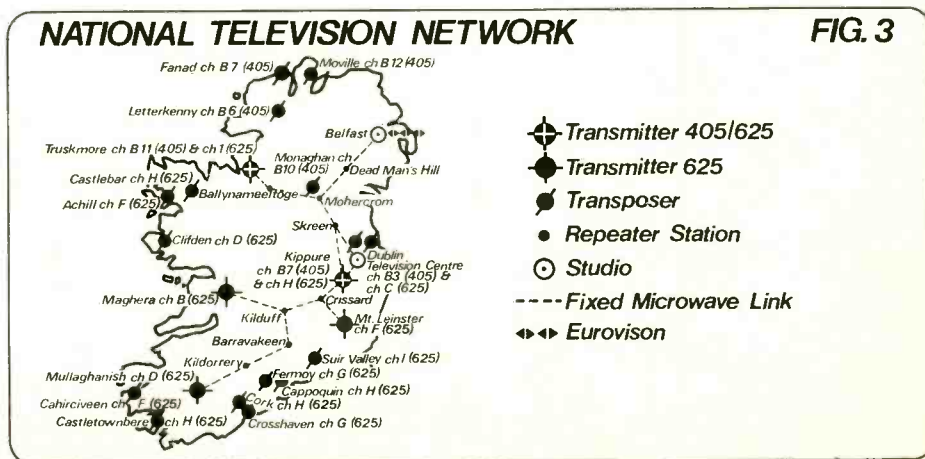 NATIONAL TELEVISION NETWORK
FIG. 3
Fanad ch B7 (405)
Moville ch B12 (405)
Letterkenny ch B6 (405)
Belfast
Truskmore ch B11 (405) & ch I (625)
Monaghan ch
B10 (405)
Dead Man's Hill
Castlebar ch H (625)
Ballynameeltoge
Mohercrom
Achill ch F (625)
Skreen
Clifden ch D (625)
Kippure
ch B7 (405)
& ch H (625)
Dublin
Television Centre
ch B3 (405) &
ch C (625)
Maghera ch B (625)
Crissard
Kilduff
Mt. Leinster
ch F (625)
Barravakeen
Kildorrery
Suir Valley ch I (625)
Mullaghanish ch D (625)
Fermoy ch G (625)
Cappoquin ch H (625)
Cahirciveen ch F (625)
Cork ch H (625)
Castletownbere ch H (625)
Crosshaven ch G (625)
Transmitter 405/625
Transmitter 625
Transposer
Repeater Station
Studio
Fixed Microwave Link
Eurovison